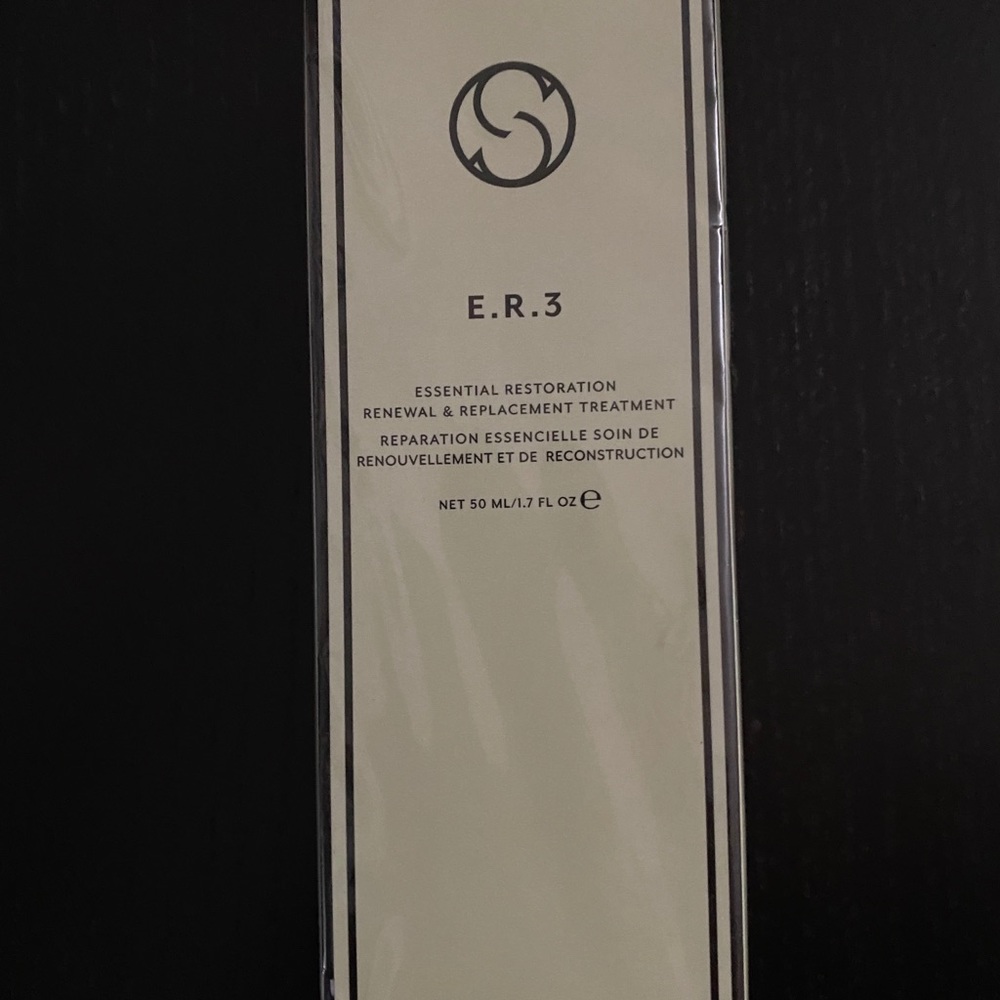 S
E.R.3
ESSENTIAL RESTORATION
RENEWAL & REPLACEMENT TREATMENT
REPARATION ESSENCIELLE SOIN DE
RENOUVELLEMENT ET DE RECONSTRUCTION
NET 50 ML/1.7 FL OZ ℮